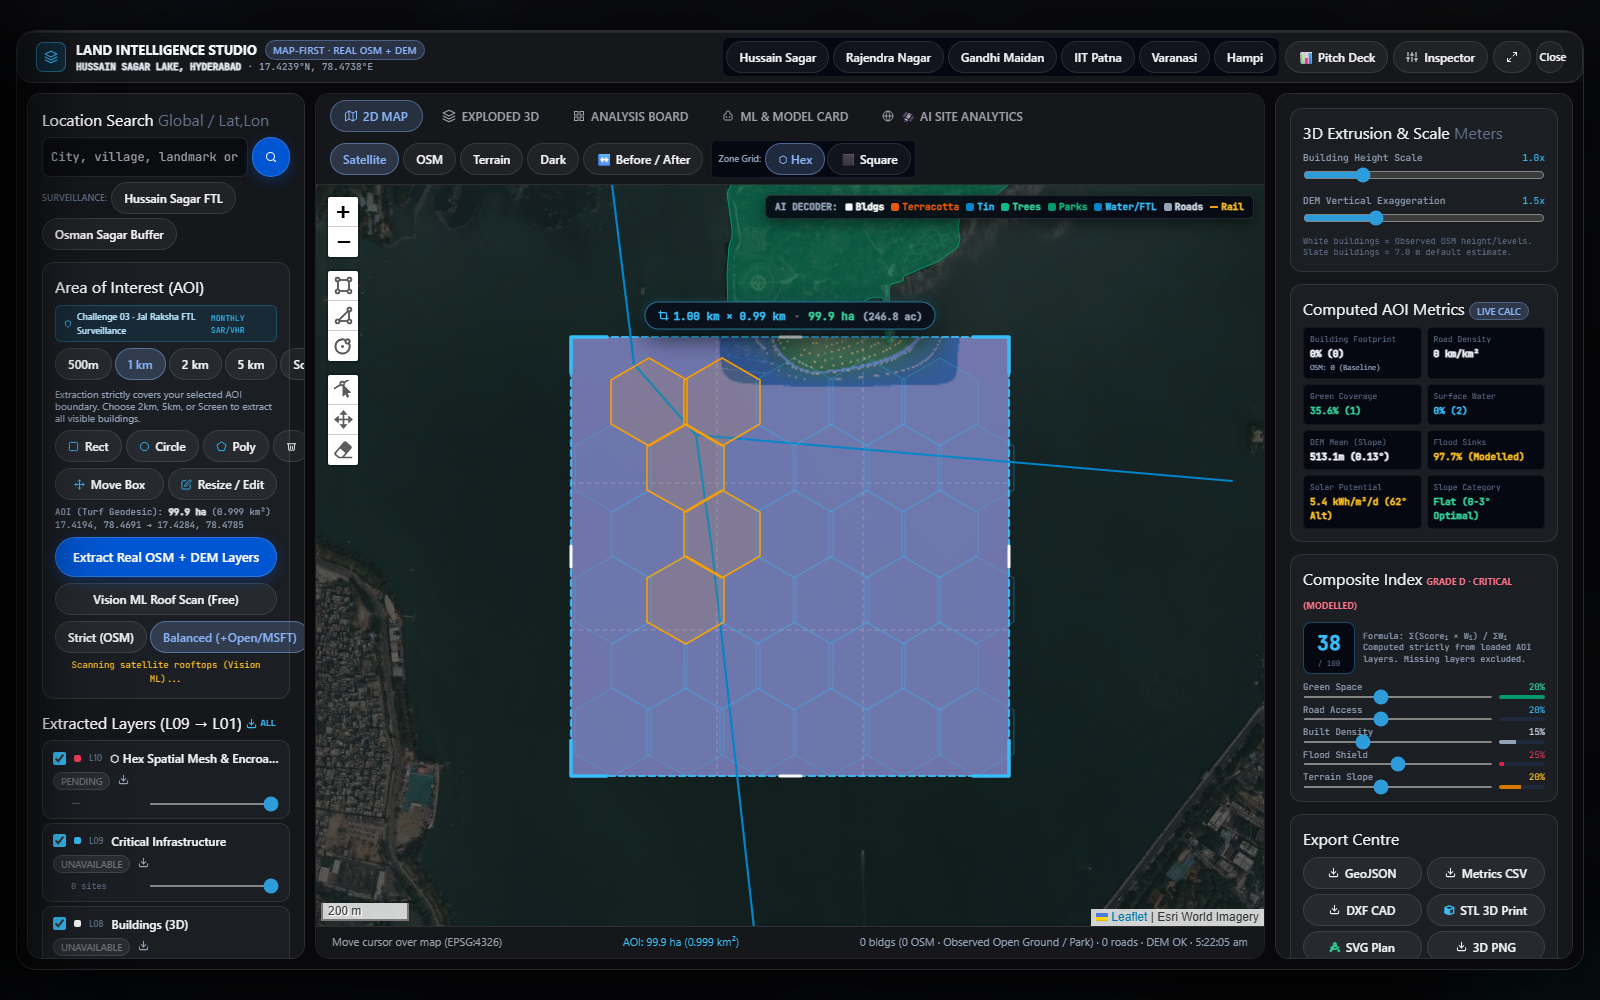 LAND INTELLIGENCE STUDIO MAP-FIRST · REAL OSM + DEM
HUSSAIN SAGAR LAKE, HYDERABAD · 17.4239°N, 78.4738°E
Hussain Sagar Rajendra Nagar Gandhi Maidan IIT Patna Varanasi Hampi Pitch Deck Inspector Close
Location Search Global / Lat,Lon
City, village, landmark or
SURVEILLANCE: Hussain Sagar FTL
Osman Sagar Buffer
Area of Interest (AOI)
Challenge 03 - Jal Raksha FTL Surveillance MONTHLY SAR/VHR
500m 1 km 2 km 5 km Sc
Extraction strictly covers your selected AOI
boundary. Choose 2km, 5km, or Screen to extract
all visible buildings.
Rect Circle Poly
Move Box Resize / Edit
AOI (Turf Geodesic): 99.9 ha (0.999 km²)
17.4194, 78.4691 → 17.4284, 78.4785
Extract Real OSM + DEM Layers
Vision ML Roof Scan (Free)
Strict (OSM) Balanced (+Open/MSFT)
Scanning satellite rooftops (Vision
ML)...
Extracted Layers (L09 → L01) ALL
L10 Hex Spatial Mesh & Encroa...
PENDING
--
L09 Critical Infrastructure
UNAVAILABLE
0 sites
L08 Buildings (3D)
UNAVAILABLE
2D MAP EXPLODED 3D ANALYSIS BOARD ML & MODEL CARD AI SITE ANALYTICS
Satellite OSM Terrain Dark Before / After Zone Grid: Hex Square
+
−
AI DECODER: Bldgs Terracotta Tin Trees Parks Water/FTL Roads Rail
1.00 km × 0.99 km · 99.9 ha (246.8 ac)
200 m
Leaflet | Esri World Imagery
Move cursor over map (EPSG:4326) AOI: 99.9 ha (0.999 km²) 0 bldgs (0 OSM · Observed Open Ground / Park) · 0 roads · DEM OK · 5:22:05 am
3D Extrusion & Scale Meters
Building Height Scale 1.0x
DEM Vertical Exaggeration 1.5x
White buildings = Observed OSM height/levels.
Slate buildings = 7.0 m default estimate.
Computed AOI Metrics LIVE CALC
Building Footprint
0% (0)
OSM: 0 (Baseline)
Road Density
0 km/km²
Green Coverage
35.6% (1)
Surface Water
0% (2)
DEM Mean (Slope)
513.1m (0.13°)
Flood Sinks
97.7% (Modelled)
Solar Potential
5.4 kWh/m²/d (62°
Alt)
Slope Category
Flat (0-3°
Optimal)
Composite Index GRADE D · CRITICAL
(MODELLED)
38
/ 100
Formula: Σ(Scoreᵢ × Wᵢ) / ΣWᵢ
Computed strictly from loaded AOI
layers. Missing layers excluded.
Green Space 20%
Road Access 20%
Built Density 15%
Flood Shield 25%
Terrain Slope 20%
Export Centre
GeoJSON Metrics CSV
DXF CAD STL 3D Print
SVG Plan 3D PNG